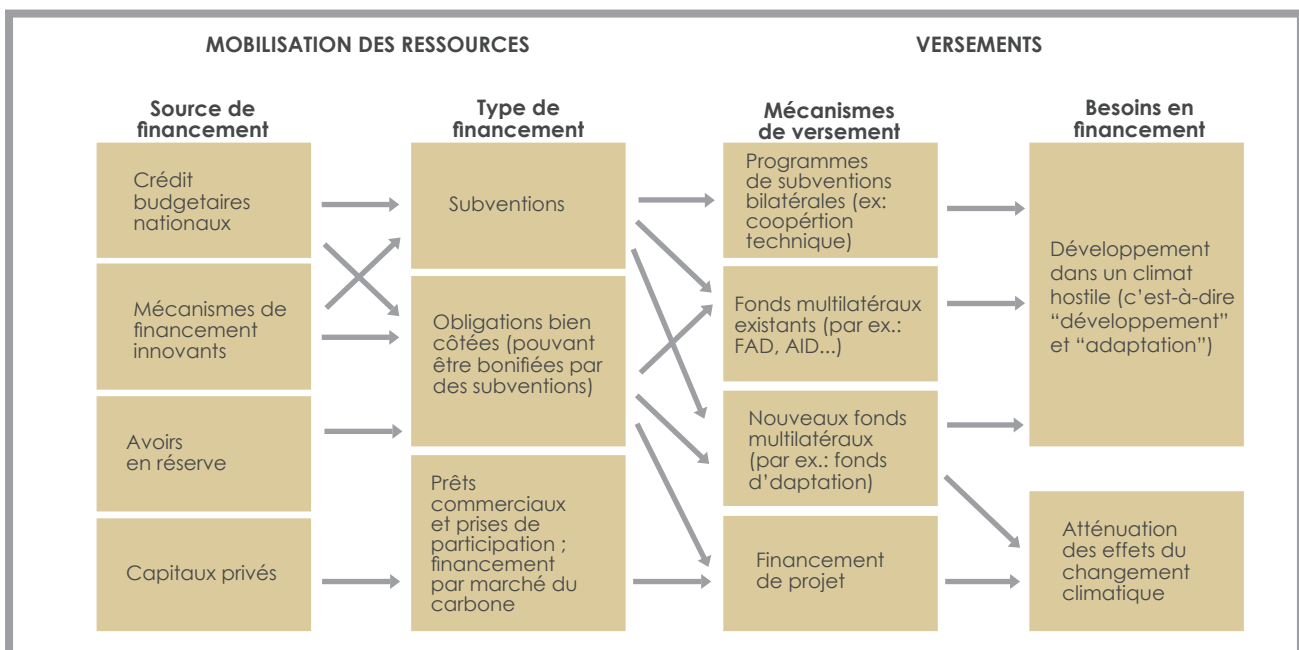 MOBILISATION DES RESSOURCES
VERSEMENTS
Source de
financement
Type de
financement
Mécanismes
de versement
Besoins en
financement
Crédit
budgetaires
nationaux
Mécanismes de
financement
innovants
Avoirs
en réserve
Capitaux privés
Subventions
Obligations bien
côtées (pouvant
être bonifiées par
des subventions)
Prêts
commerciaux
et prises de
participation ;
financement
par marché du
carbone
Programmes
de subventions
bilatérales (ex:
coopértion
technique)
Fonds multilatéraux
existants (par ex.:
FAD, AID...)
Nouveaux fonds
multilatéraux
(par ex.: fonds
d’daptation)
Financement
de projet
Développement
dans un climat
hostile (c’est-à-dire
“développement”
et “adaptation”)
Atténuation
des effets du
changement
climatique